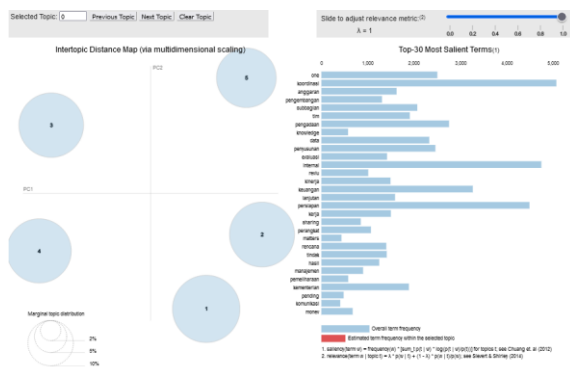 Selected Topic: 0 Previous Topic Next Topic Clear Topic
Slide to adjust relevance metric:(2)
λ = 1
0.0 0.2 0.4 0.6 0.8 1.0
Intertopic Distance Map (via multidimensional scaling)
PC2
PC1
5
3
2
4
1
Marginal topic distribution
2%
5%
10%
Top-30 Most Salient Terms(1)
0 1,000 2,000 3,000 4,000 5,000
one
koordinasi
anggaran
pengembangan
subbagian
tim
pengadaan
knowledge
data
penyusunan
evaluasi
internal
reviu
kinerja
keuangan
lanjutan
persiapan
kerja
sharing
perangkat
matters
rencana
tindak
hasil
manajemen
pemeliharaan
kementerian
pending
komunikasi
monev
Overall term frequency
Estimated term frequency within the selected topic
1. saliency(term w) = frequency(w) * [sum_t p(t | w) * log(p(t | w)/p(t))] for topics t; see Chuang et. al (2012)
2. relevance(term w | topic t) = λ * p(w | t) + (1 - λ) * p(w | t)/p(w); see Sievert & Shirley (2014)